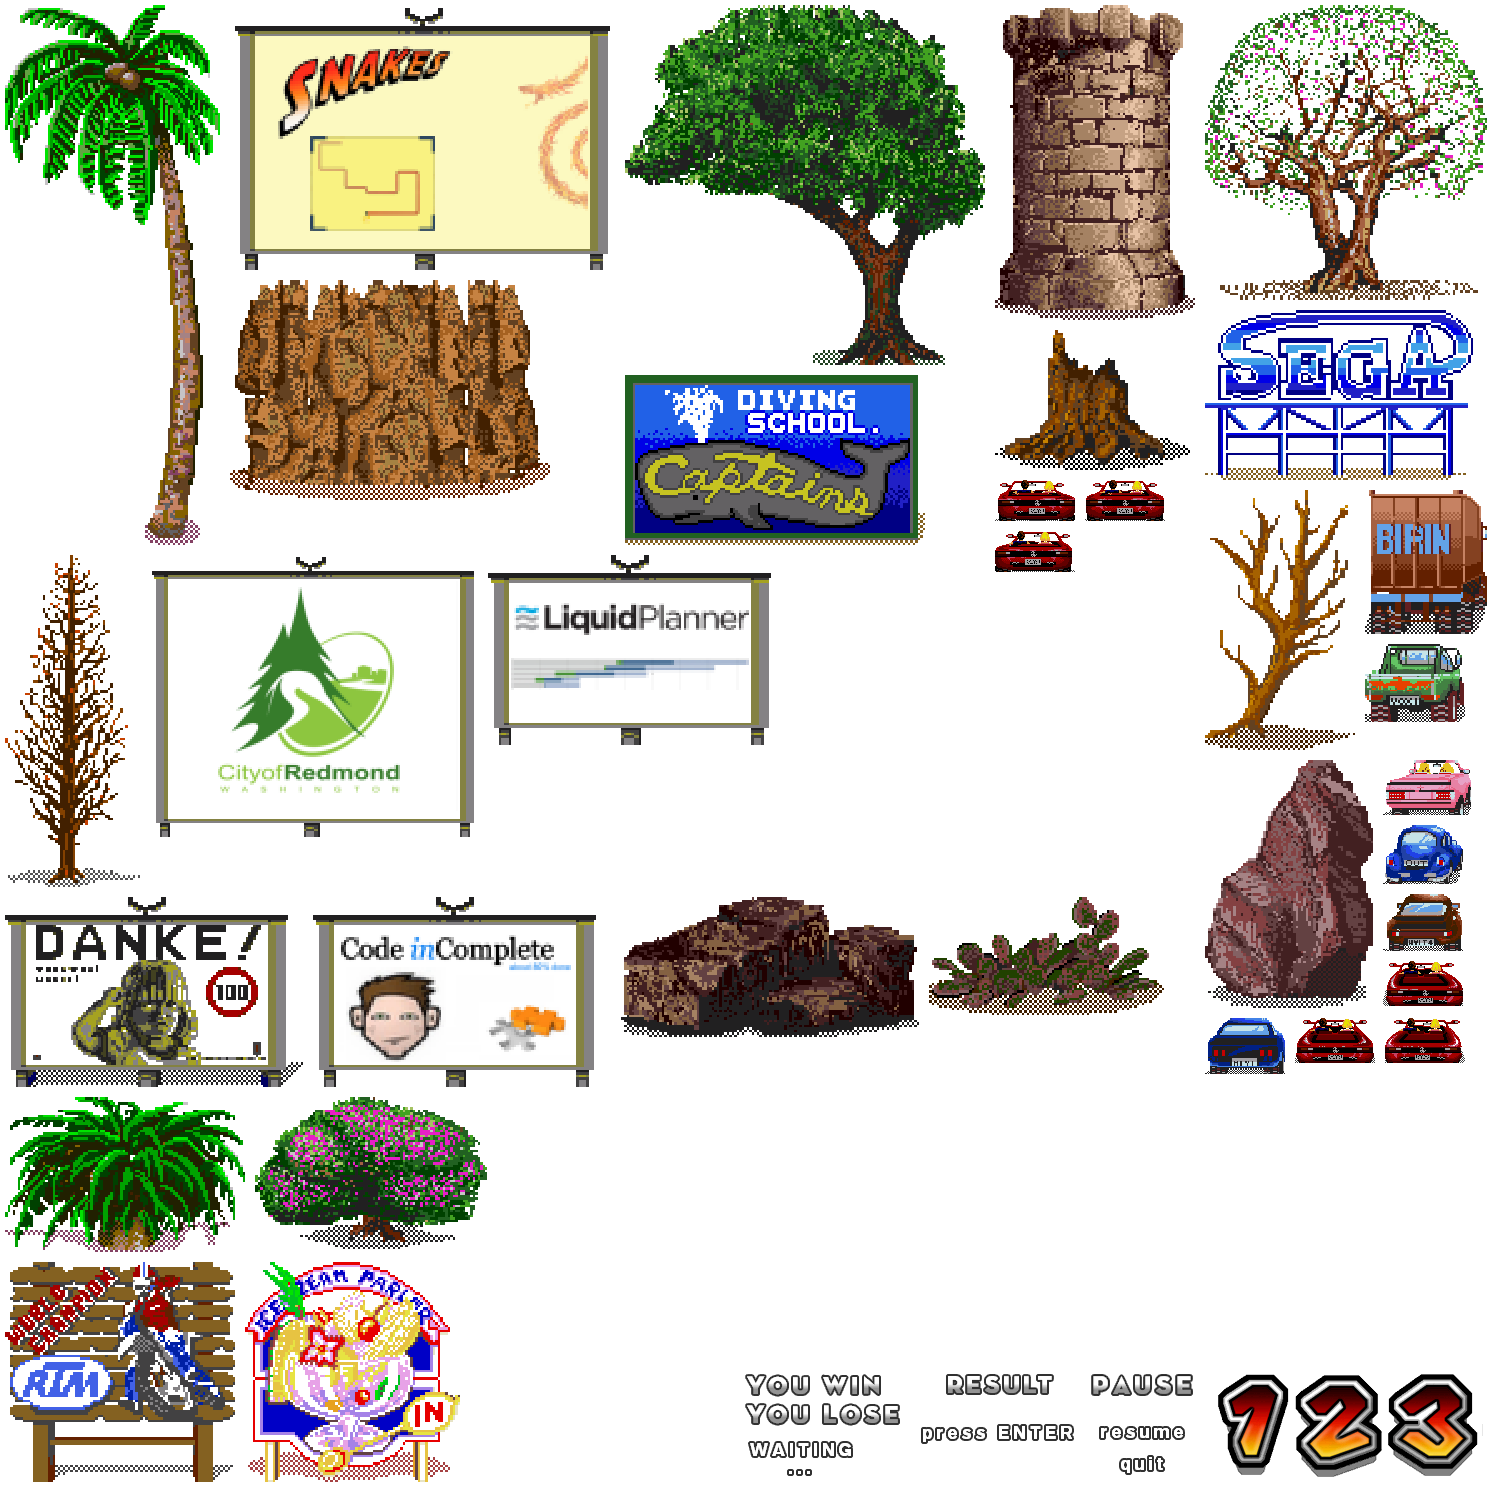 SNAKES
SEGA
DIVING
SCHOOL.
Captains
BIRIN
LiquidPlanner
CityofRedmond
WASHINGTON
DANKE!
100
Code inComplete
WORLD
CHAMPION
RTM
ICE CREAM PARLOR
IN
YOU WIN
YOU LOSE
WAITING
...
RESULT
press ENTER
PAUSE
resume
quit
1 2 3